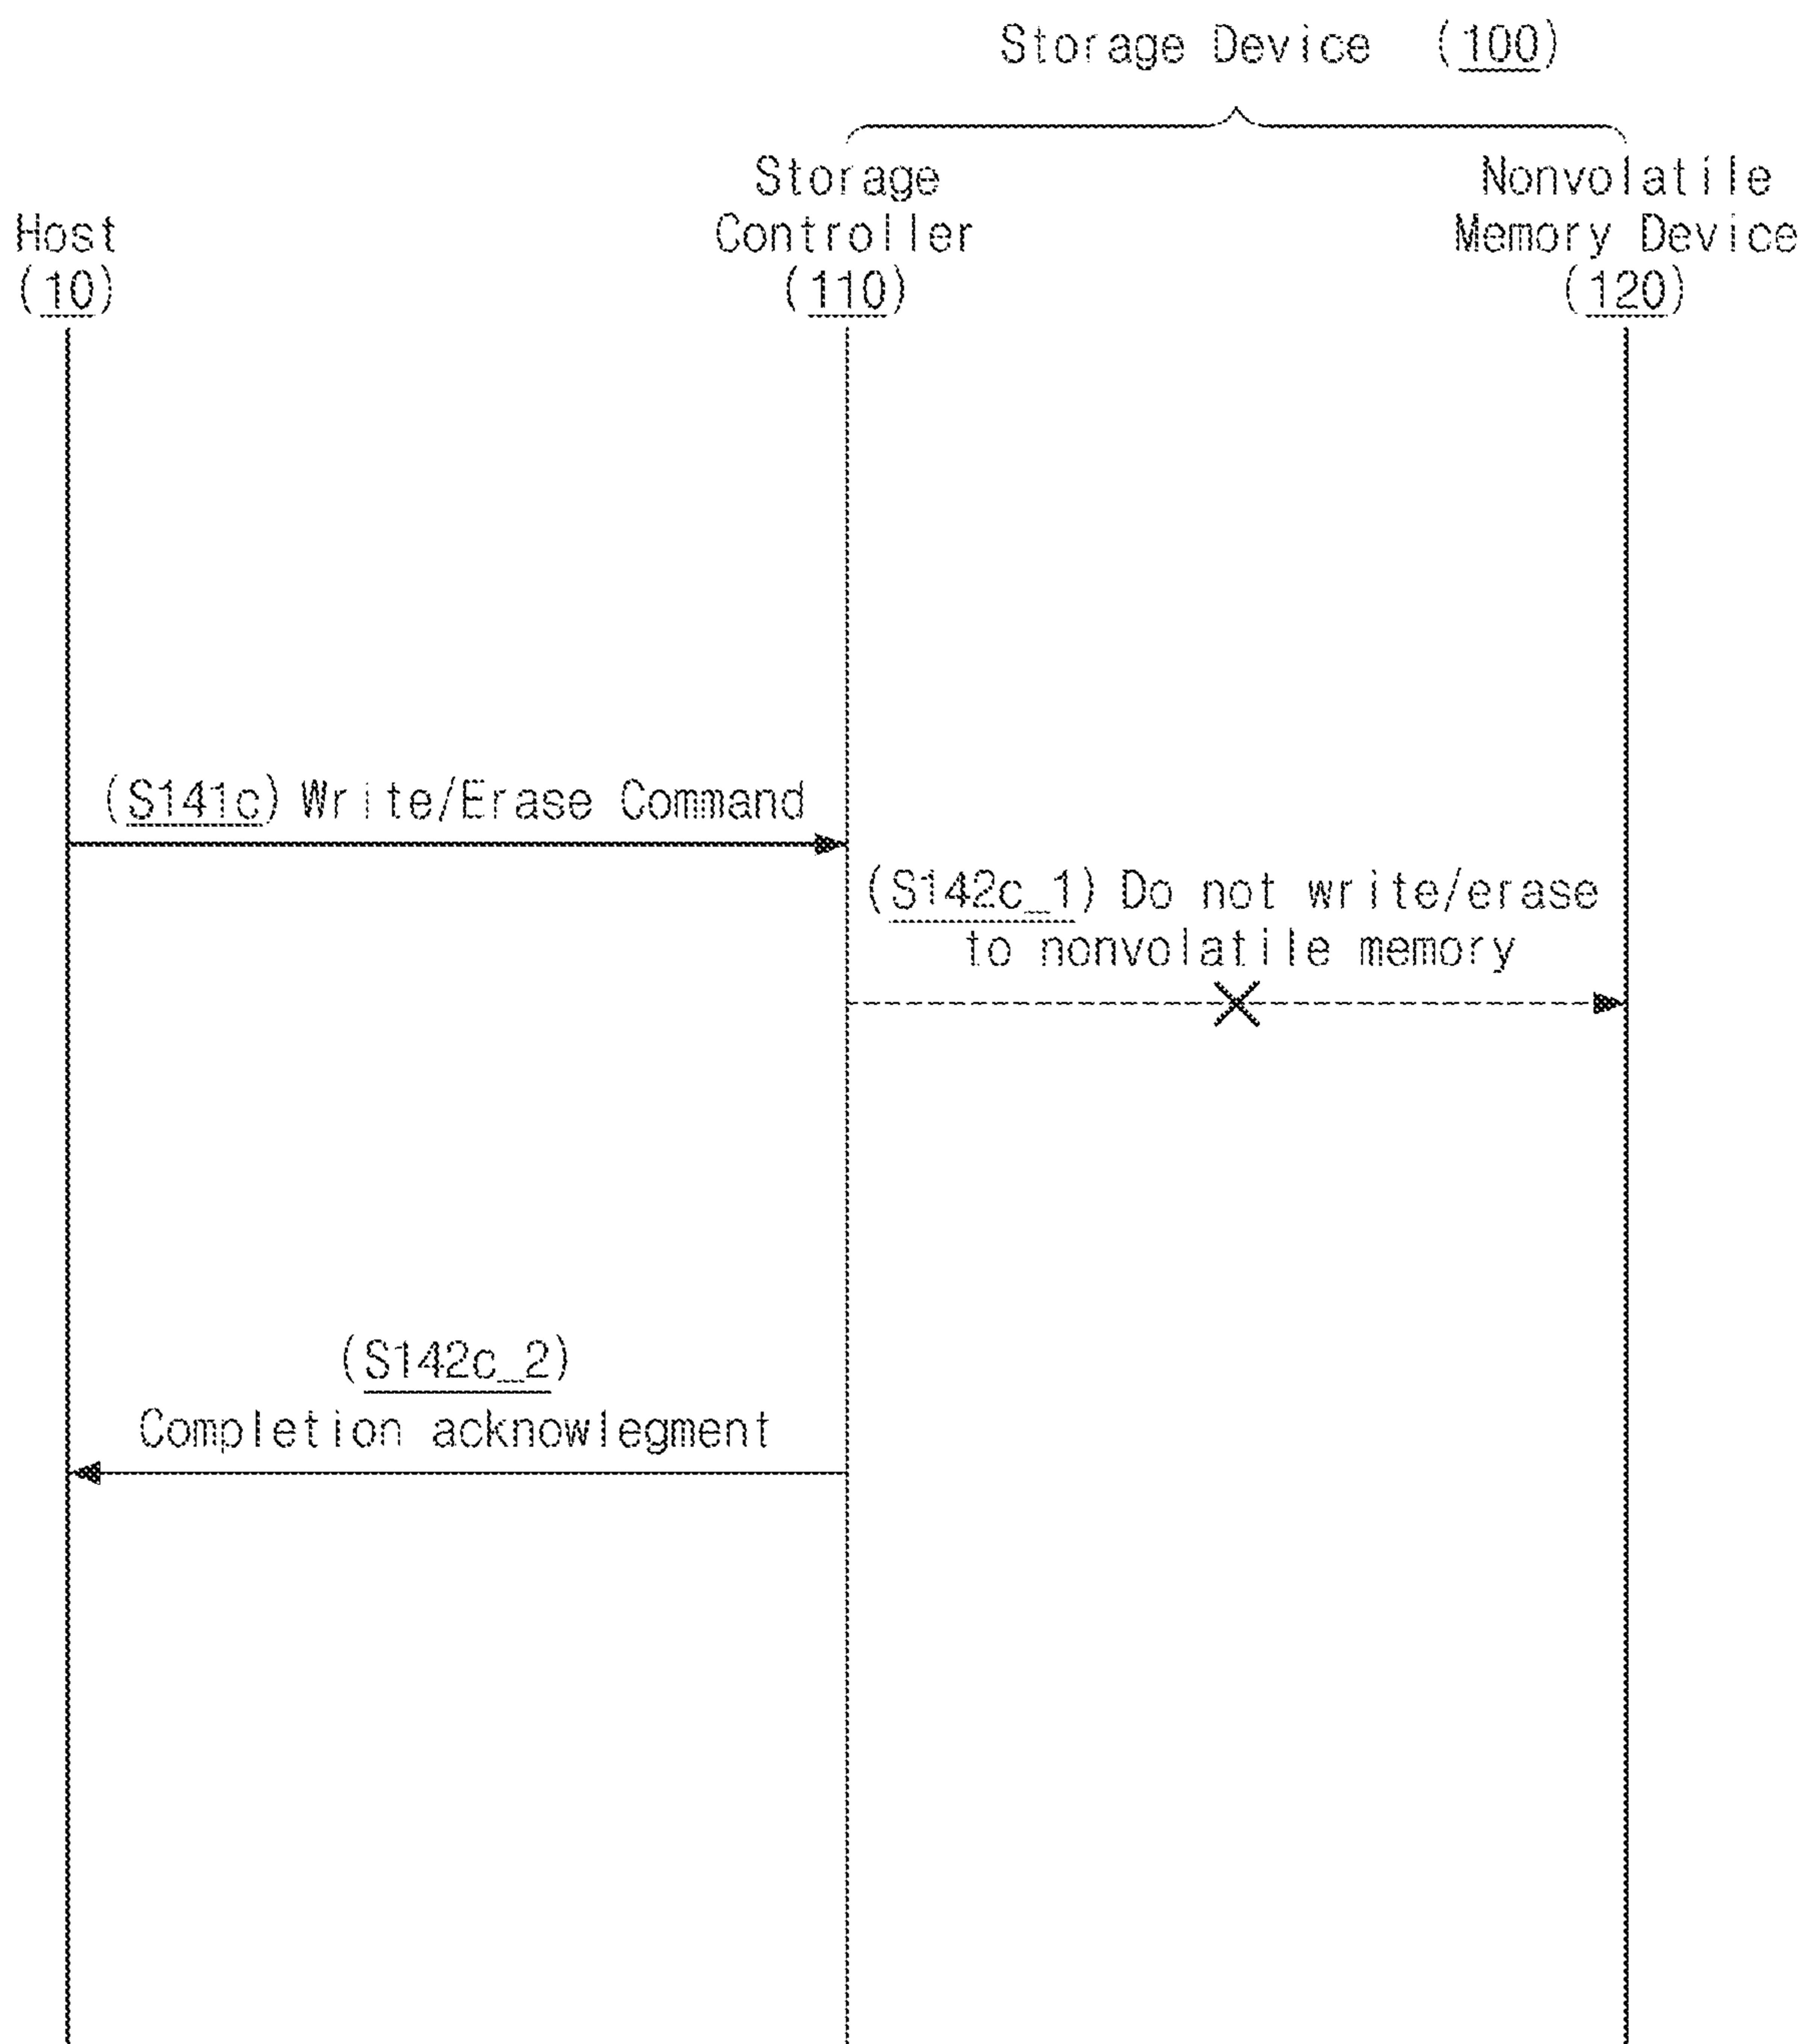 Storage Device (100)
Storage
Controller
(110)
Nonvolatile
Memory Device
(120)
Host
(10)
(S141c) Write/Erase Command
(S142c_1) Do not write/erase
to nonvolatile memory
(S142c_2)
Completion acknowlegment